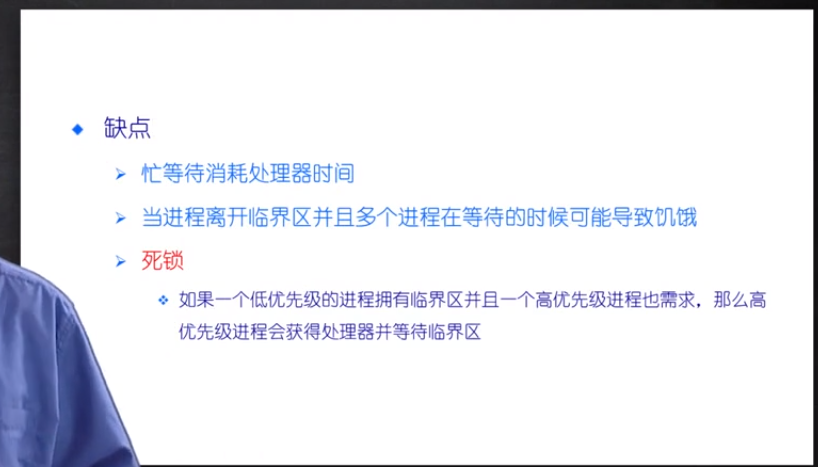 缺点
忙等待消耗处理器时间
当进程离开临界区并且多个进程在等待的时候可能导致饥饿
死锁
如果一个低优先级的进程拥有临界区并且一个高优先级进程也需求，那么高
优先级进程会获得处理器并等待临界区